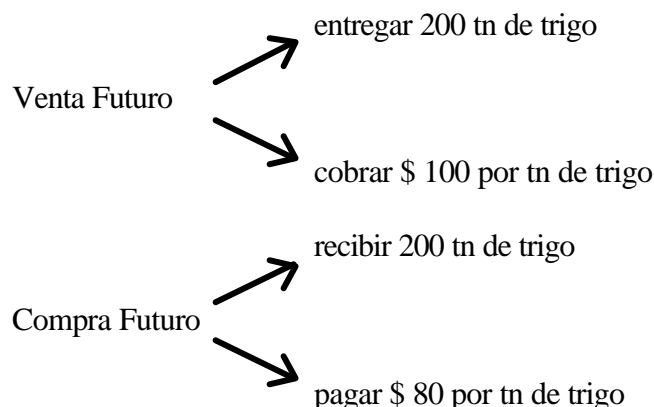 entregar 200 tn de trigo
Venta Futuro
cobrar $ 100 por tn de trigo
recibir 200 tn de trigo
Compra Futuro
pagar $ 80 por tn de trigo